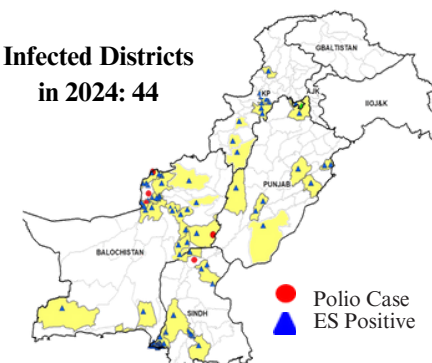 Infected Districts
in 2024: 44
GBALTISTAN
KP
AJK
IIOJ&K
PUNJAB
BALOCHISTAN
SINDH
Polio Case
ES Positive